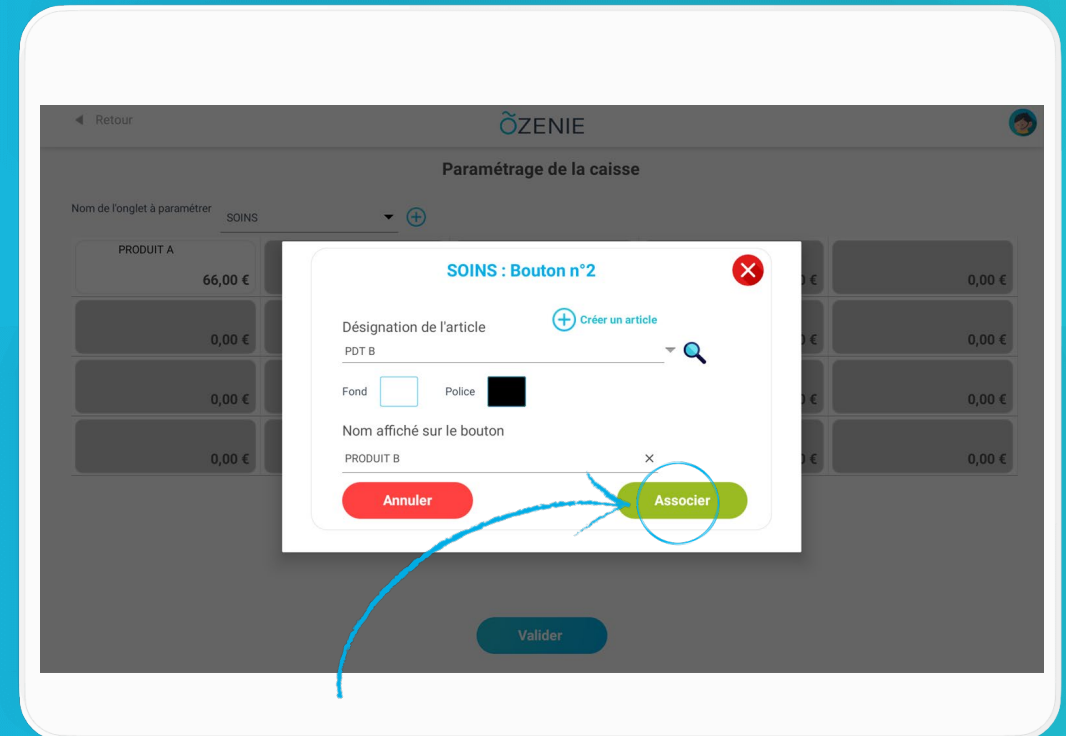 Retour
ÕZENIE
Paramétrage de la caisse
Nom de l'onglet à paramétrer
SOINS
PRODUIT A
66,00 €
0,00 €
SOINS : Bouton n°2
Désignation de l'article
Créer un article
PDT B
Fond
Police
Nom affiché sur le bouton
PRODUIT B
Annuler
Associer
€
0,00 €
0,00 €
€
0,00 €
0,00 €
€
0,00 €
0,00 €
€
0,00 €
Valider